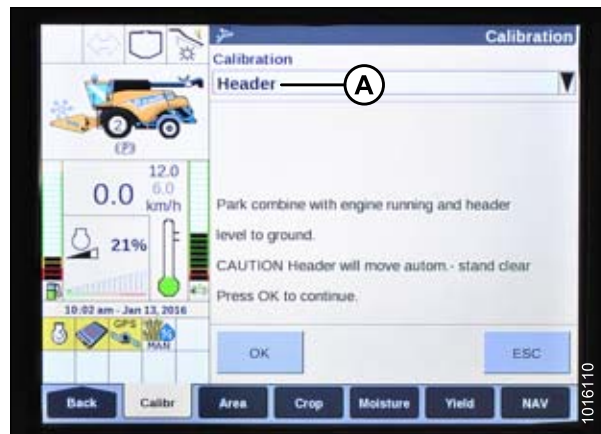 Calibration
Calibration
Header
A
2
(P)
12.0
0.0 6.0
km/h
21%
Park combine with engine running and header
level to ground.
CAUTION Header will move autom.- stand clear
Press OK to continue.
10:02 am - Jan 13, 2016
GPS
MAN
OK
ESC
Back
Calibr
Area
Crop
Moisture
Yield
NAV
1016110